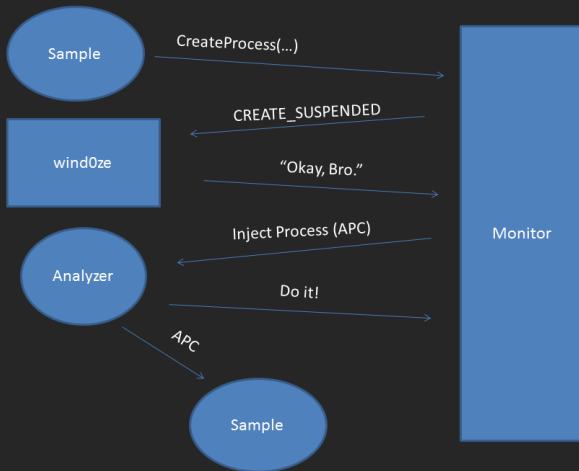 Sample
CreateProcess(…)
CREATE_SUSPENDED
wind0ze
“Okay, Bro.”
Inject Process (APC)
Monitor
Analyzer
Do it!
APC
Sample